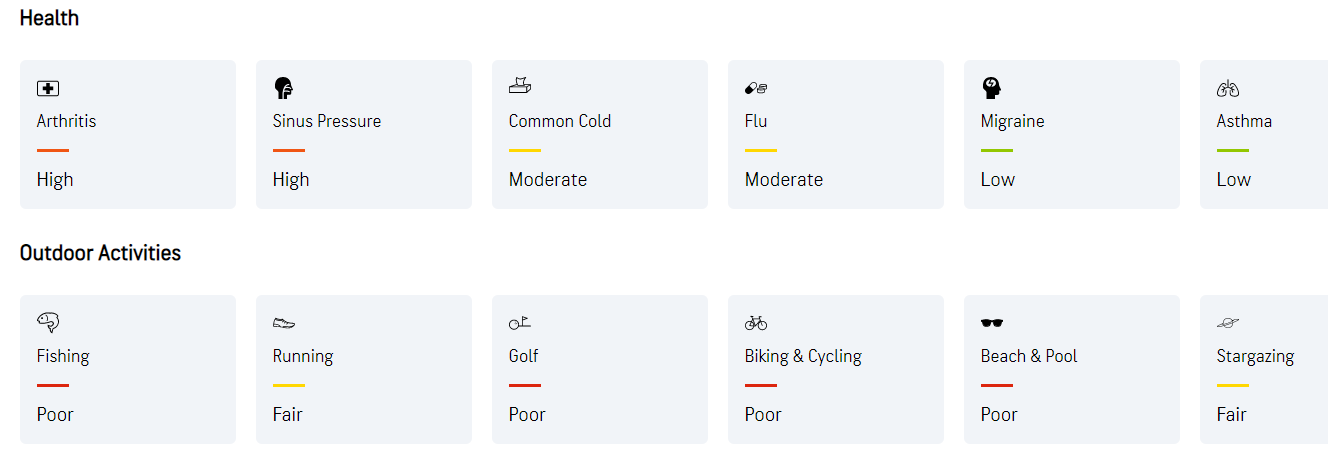 Health
Arthritis
High
Sinus Pressure
High
Common Cold
Moderate
Flu
Moderate
Migraine
Low
Asthma
Low
Outdoor Activities
Fishing
Poor
Running
Fair
Golf
Poor
Biking & Cycling
Poor
Beach & Pool
Poor
Stargazing
Fair